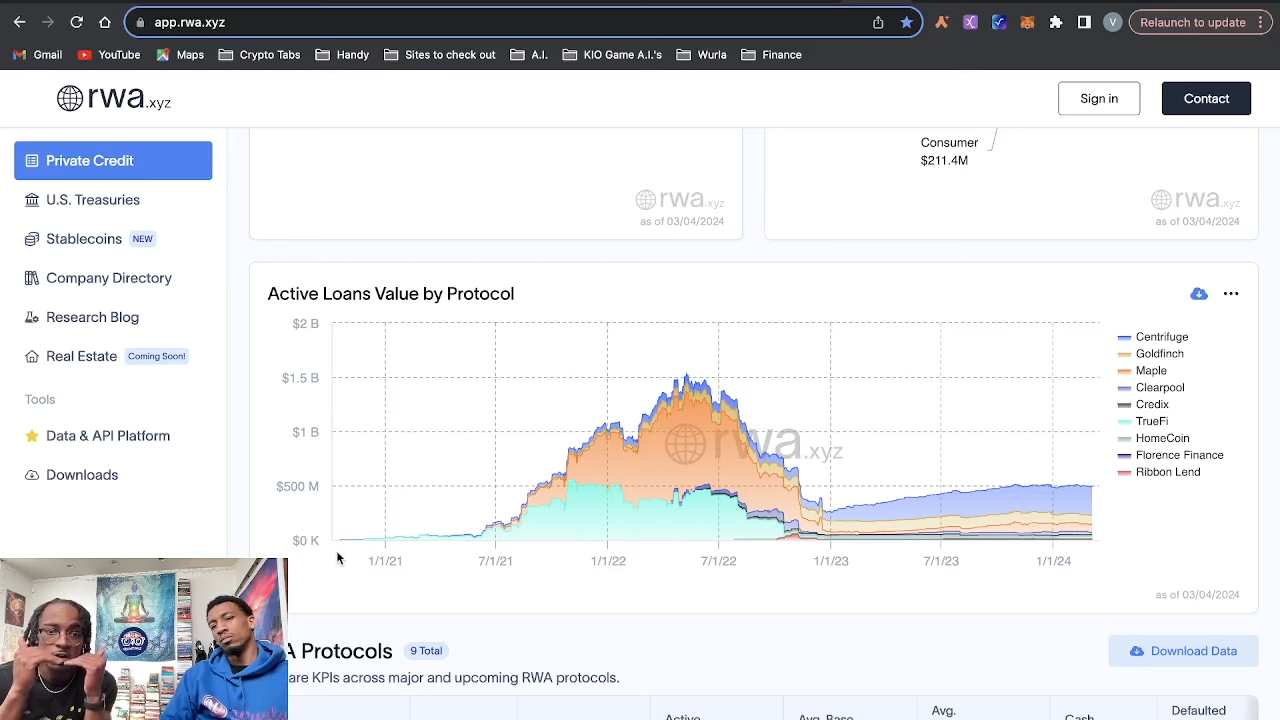 app.rwa.xyz
Relaunch to update
V
Gmail YouTube Maps Crypto Tabs Handy Sites to check out A.I. KIO Game A.I.'s Wurla Finance
rwa.xyz
Sign in Contact
Private Credit
U.S. Treasuries
Stablecoins NEW
Company Directory
Research Blog
Real Estate Coming Soon!
Tools
Data & API Platform
Downloads
Consumer
$211.4M
rwa.xyz
as of 03/04/2024
rwa.xyz
as of 03/04/2024
Active Loans Value by Protocol
$2 B
$1.5 B
$1 B
$500 M
$0 K
1/1/21 7/1/21 1/1/22 7/1/22 1/1/23 7/1/23 1/1/24
rwa.xyz
Centrifuge
Goldfinch
Maple
Clearpool
Credix
TrueFi
HomeCoin
Florence Finance
Ribbon Lend
as of 03/04/2024
A Protocols 9 Total
Download Data
are KPIs across major and upcoming RWA protocols.
Active
Avg. Base
Avg.
Cash
Defaulted